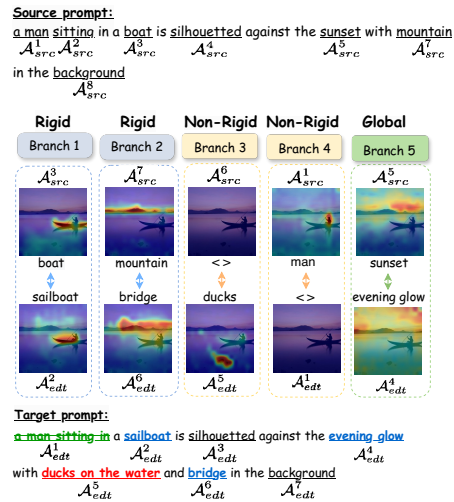 Source prompt:
a man sitting in a boat is silhouetted against the sunset with mountain
𝒜¹src 𝒜²src 𝒜³src 𝒜⁴src 𝒜⁵src 𝒜⁷src
in the background
𝒜⁸src
Rigid Rigid Non-Rigid Non-Rigid Global
Branch 1 Branch 2 Branch 3 Branch 4 Branch 5
𝒜³src 𝒜⁷src 𝒜⁶src 𝒜¹src 𝒜⁵src
boat mountain <> man sunset
sailboat bridge ducks <> evening glow
𝒜²edt 𝒜⁶edt 𝒜⁵edt 𝒜¹edt 𝒜⁴edt
Target prompt:
a man sitting in a sailboat is silhouetted against the evening glow
𝒜¹edt 𝒜²edt 𝒜³edt 𝒜⁴edt
with ducks on the water and bridge in the background
𝒜⁵edt 𝒜⁶edt 𝒜⁷edt